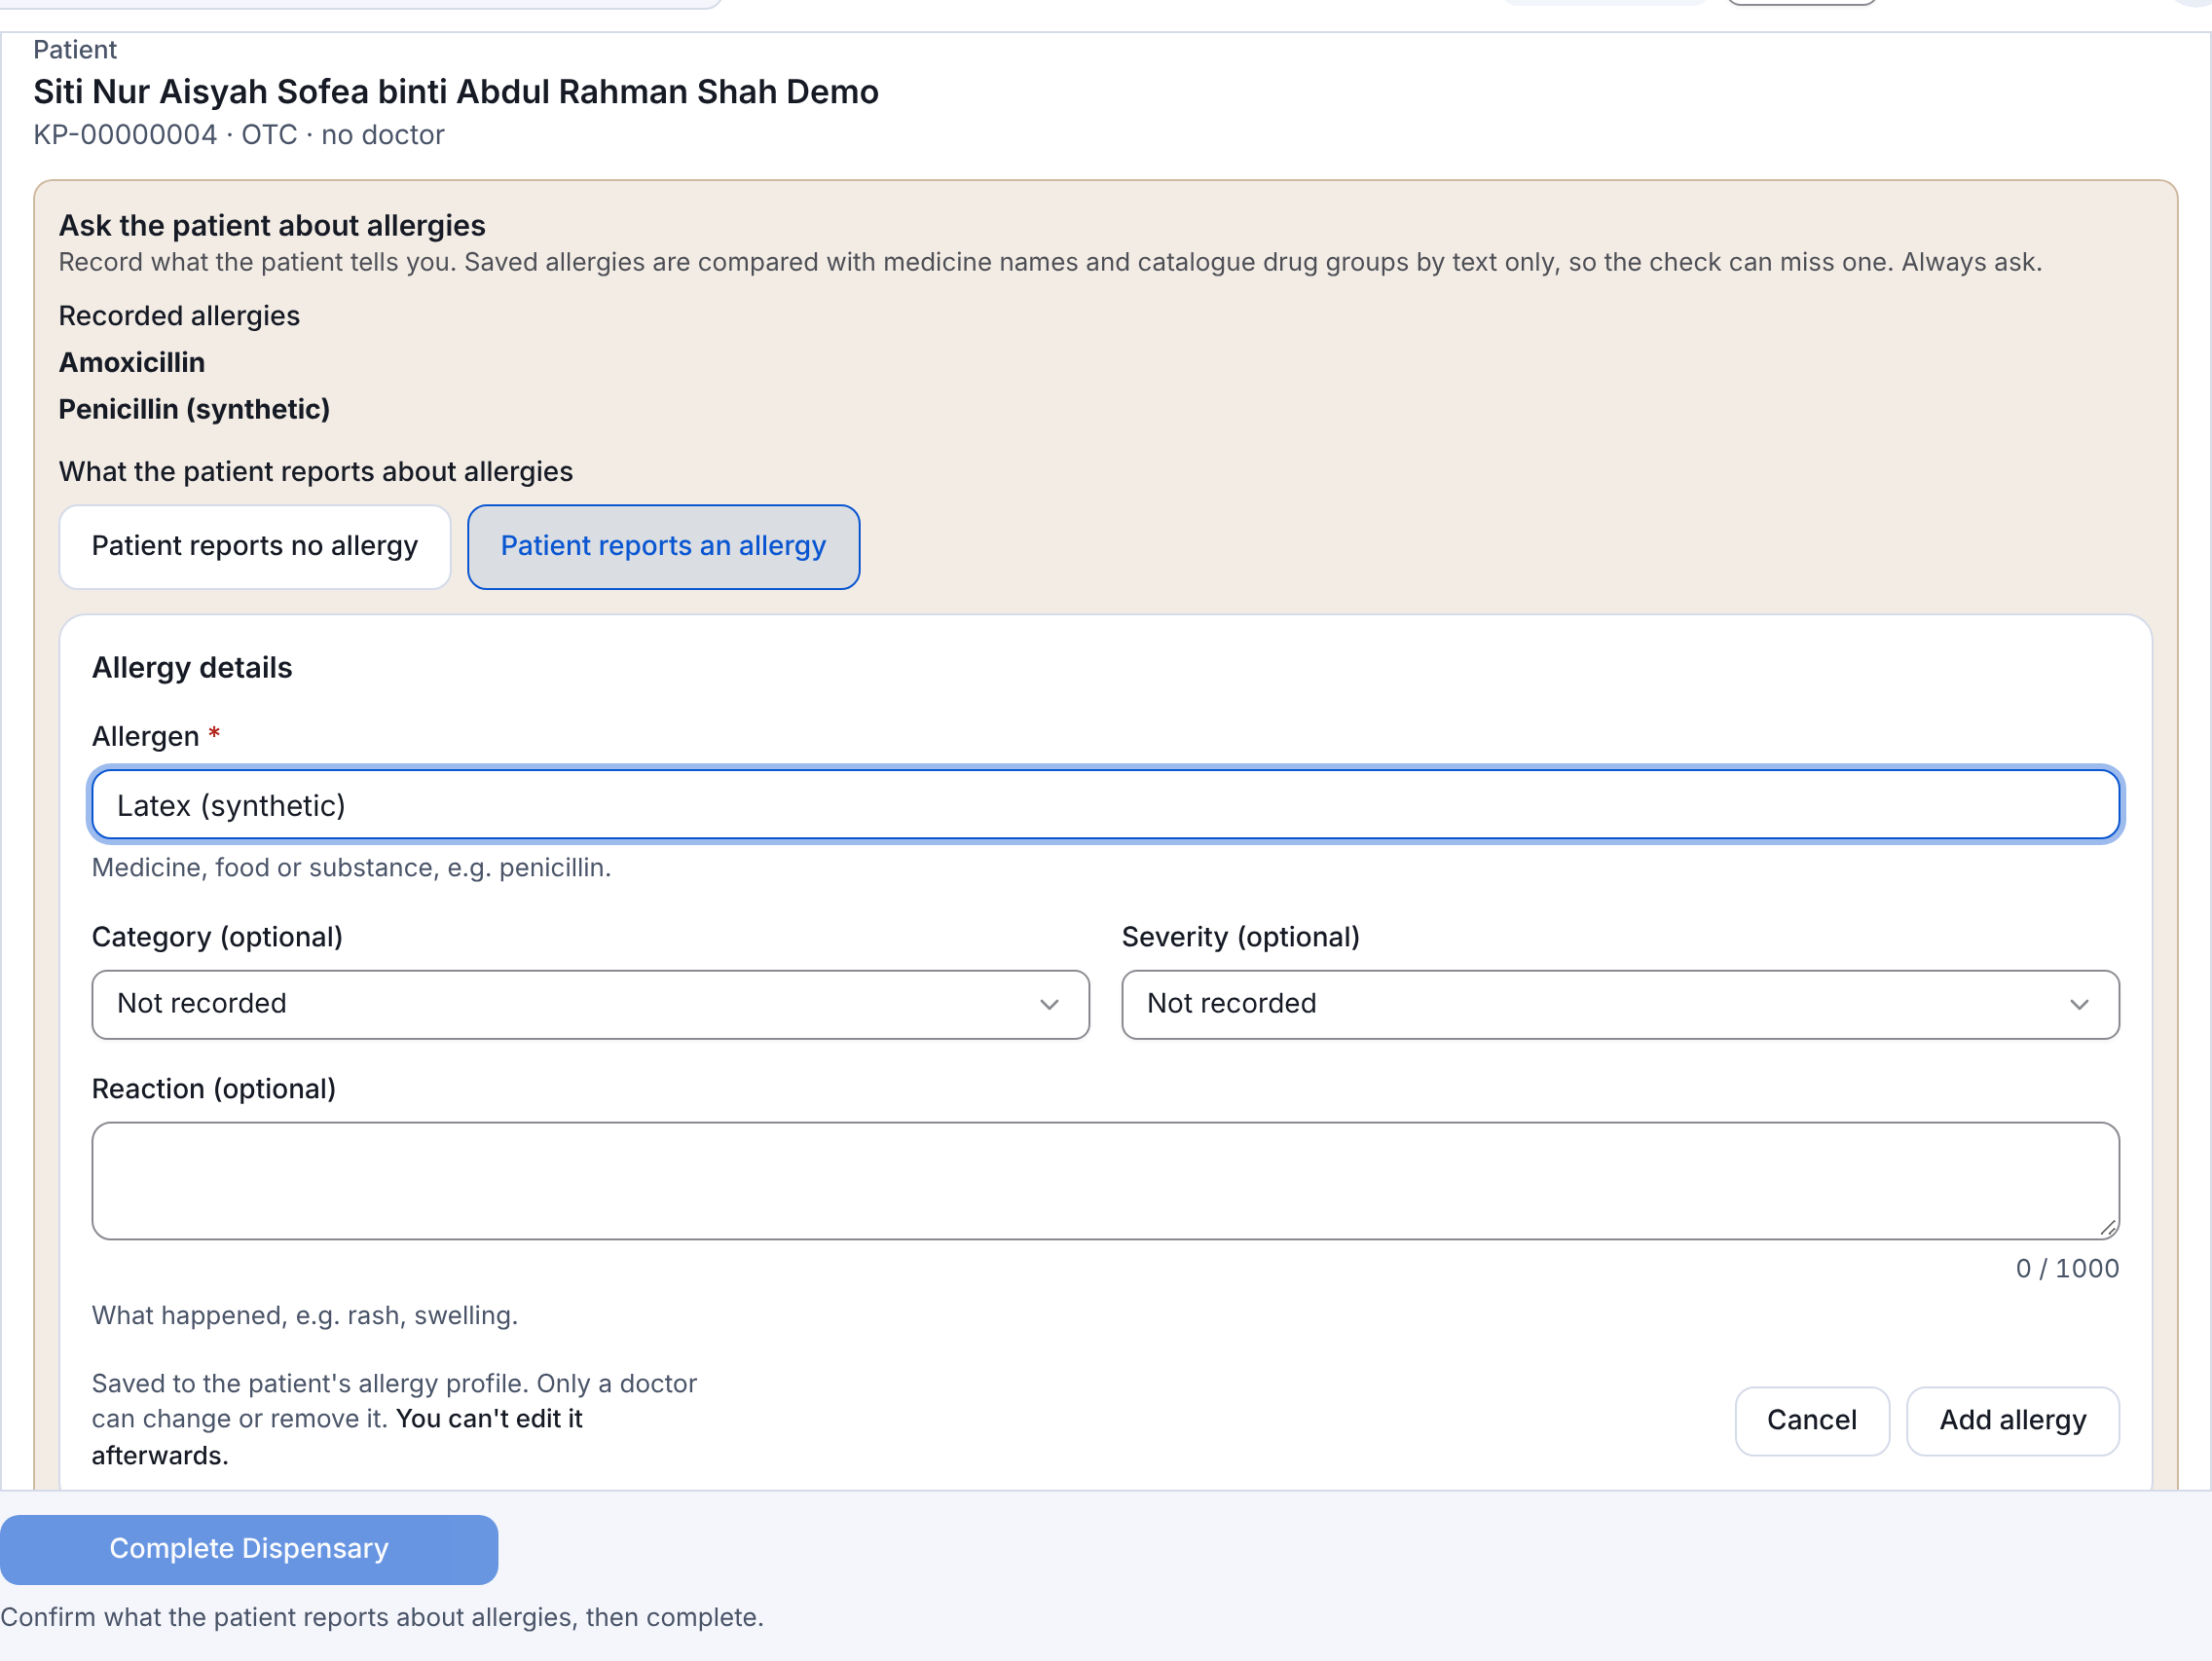 Patient
Siti Nur Aisyah Sofea binti Abdul Rahman Shah Demo
KP-00000004 · OTC · no doctor
Ask the patient about allergies
Record what the patient tells you. Saved allergies are compared with medicine names and catalogue drug groups by text only, so the check can miss one. Always ask.
Recorded allergies
Amoxicillin
Penicillin (synthetic)
What the patient reports about allergies
Patient reports no allergy
Patient reports an allergy
Allergy details
Allergen *
Latex (synthetic)
Medicine, food or substance, e.g. penicillin.
Category (optional)
Severity (optional)
Not recorded
Not recorded
Reaction (optional)
0 / 1000
What happened, e.g. rash, swelling.
Saved to the patient's allergy profile. Only a doctor
can change or remove it. You can't edit it
afterwards.
Cancel
Add allergy
Complete Dispensary
Confirm what the patient reports about allergies, then complete.